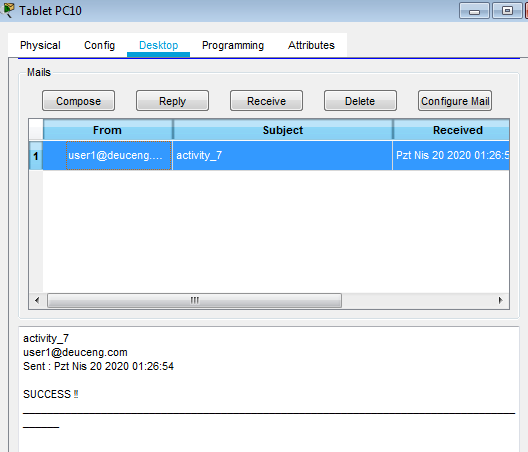 Tablet PC10
Physical Config Desktop Programming Attributes
Mails
Compose Reply Receive Delete Configure Mail
From Subject Received
1 user1@deuceng.... activity_7 Pzt Nis 20 2020 01:26:5
activity_7
user1@deuceng.com
Sent : Pzt Nis 20 2020 01:26:54
SUCCESS !!